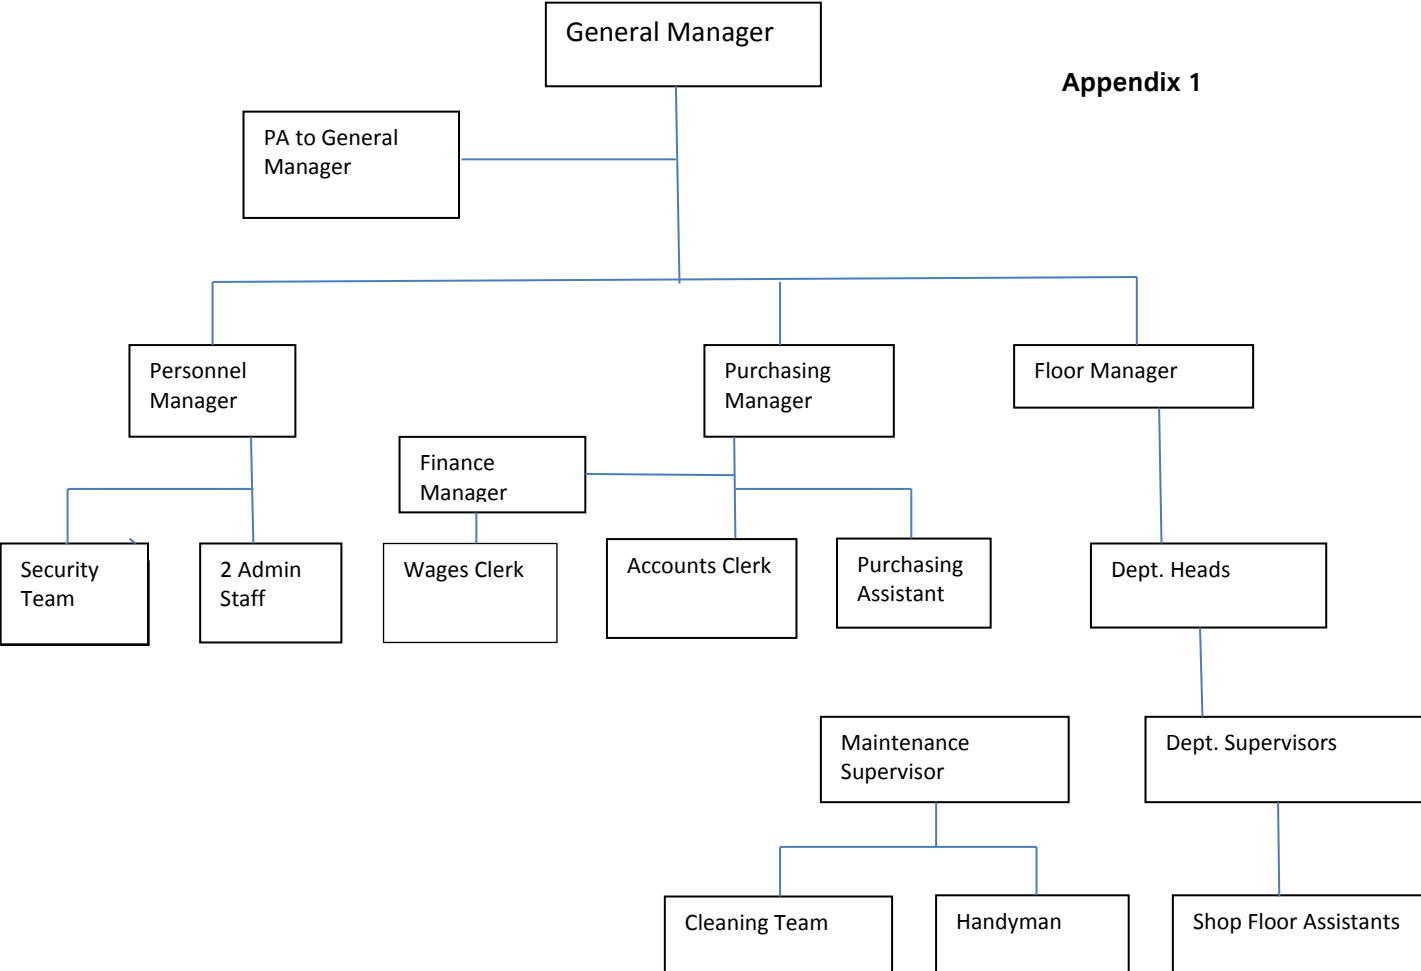 General Manager
Appendix 1
PA to General
Manager
Personnel
Manager
Purchasing
Manager
Floor Manager
Finance
Manager
Security
Team
2 Admin
Staff
Wages Clerk
Accounts Clerk
Purchasing
Assistant
Dept. Heads
Maintenance
Supervisor
Dept. Supervisors
Cleaning Team
Handyman
Shop Floor Assistants